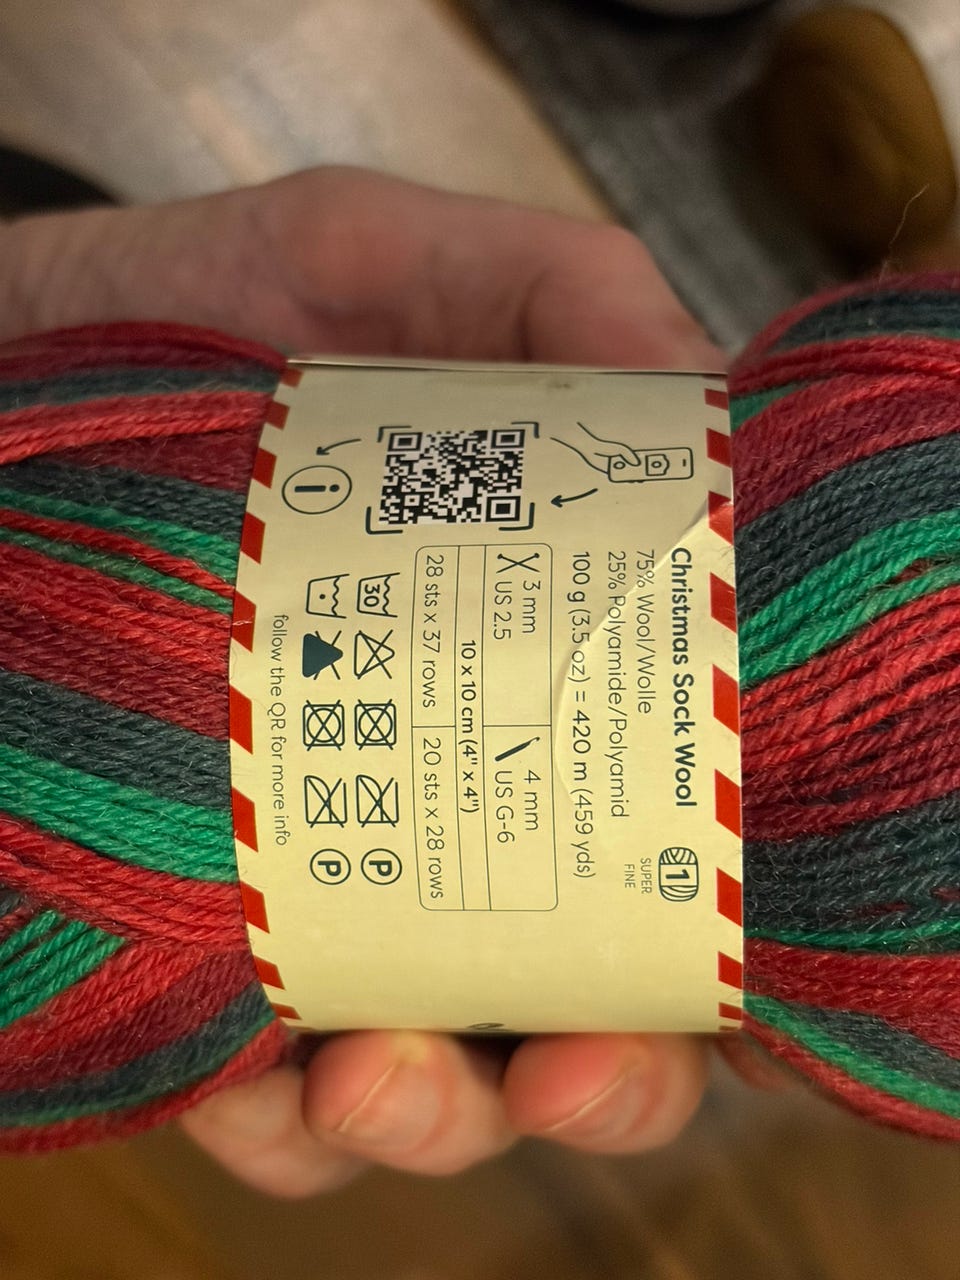 Christmas Sock Wool
1
SUPER
FINE
75% Wool/Wolle
25% Polyamide/Polyamid
100 g (3.5 oz) = 420 m (459 yds)
3 mm
US 2.5
4 mm
US G-6
10 x 10 cm (4" x 4")
28 sts x 37 rows
20 sts x 28 rows
30
P
P
follow the QR for more info